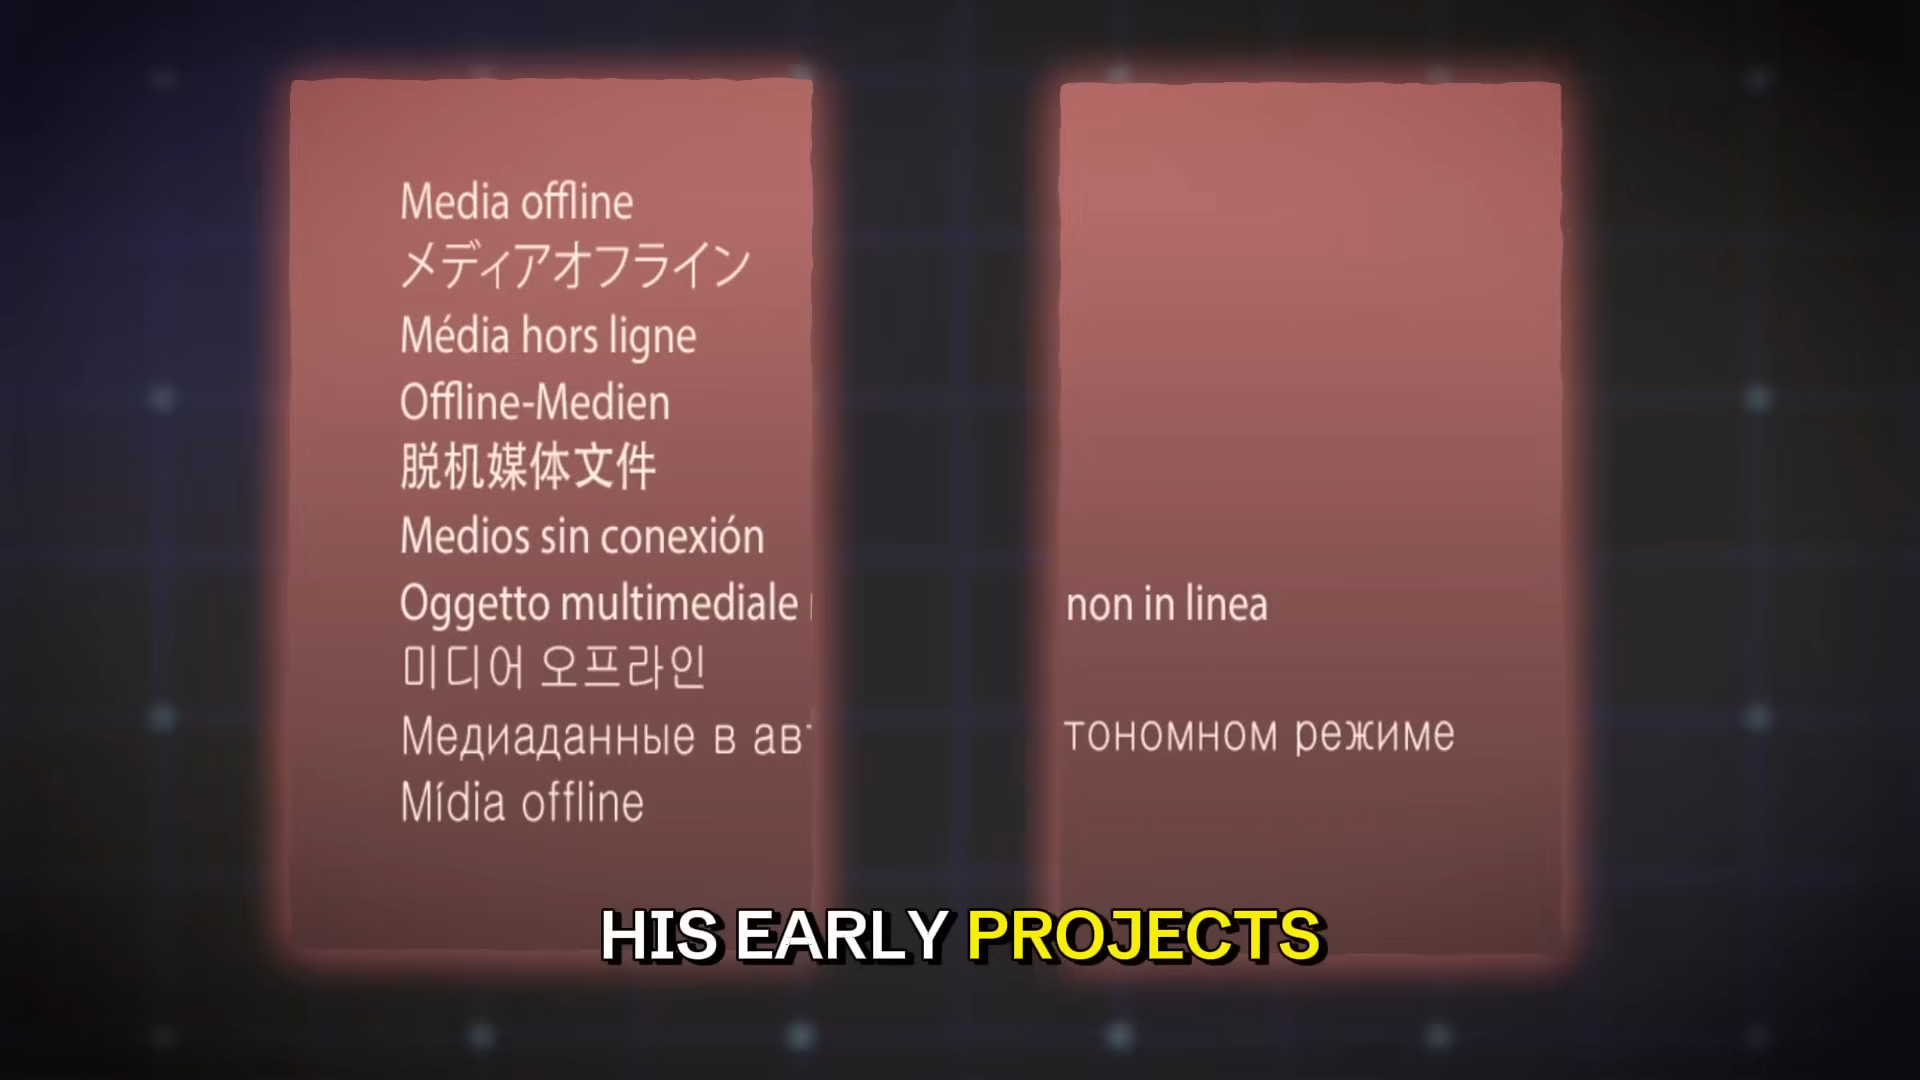 Media offline
メディアオフライン
Média hors ligne
Offline-Medien
脱机媒体文件
Medios sin conexión
Oggetto multimediale non in linea
미디어 오프라인
Медиаданные в автономном режиме
Mídia offline
HIS EARLY PROJECTS